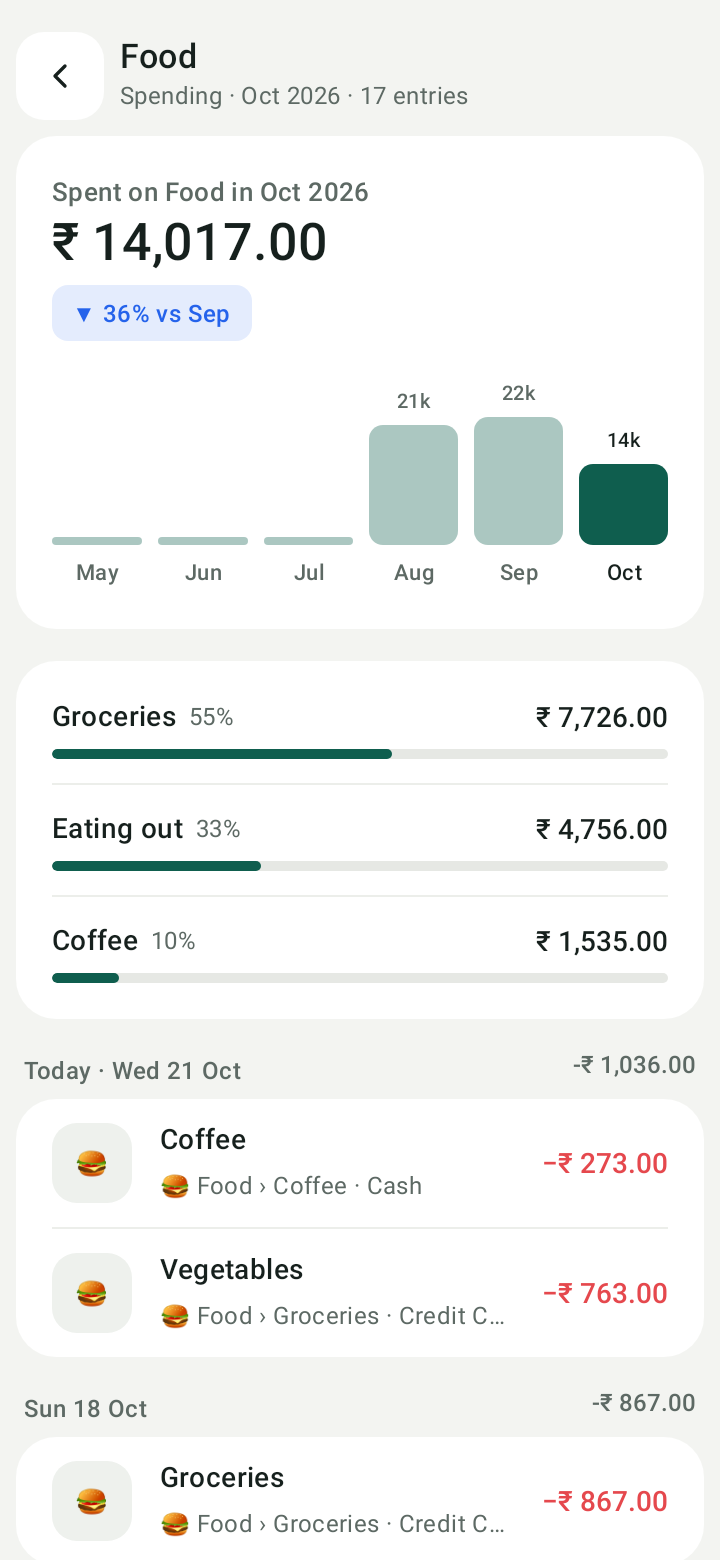 Food
Spending · Oct 2026 · 17 entries
Spent on Food in Oct 2026
₹ 14,017.00
▼ 36% vs Sep
21k
22k
14k
May Jun Jul Aug Sep Oct
Groceries 55% ₹ 7,726.00
Eating out 33% ₹ 4,756.00
Coffee 10% ₹ 1,535.00
Today · Wed 21 Oct -₹ 1,036.00
Coffee
🍔 Food › Coffee · Cash
−₹ 273.00
Vegetables
🍔 Food › Groceries · Credit C...
−₹ 763.00
Sun 18 Oct -₹ 867.00
Groceries
🍔 Food › Groceries · Credit C...
−₹ 867.00